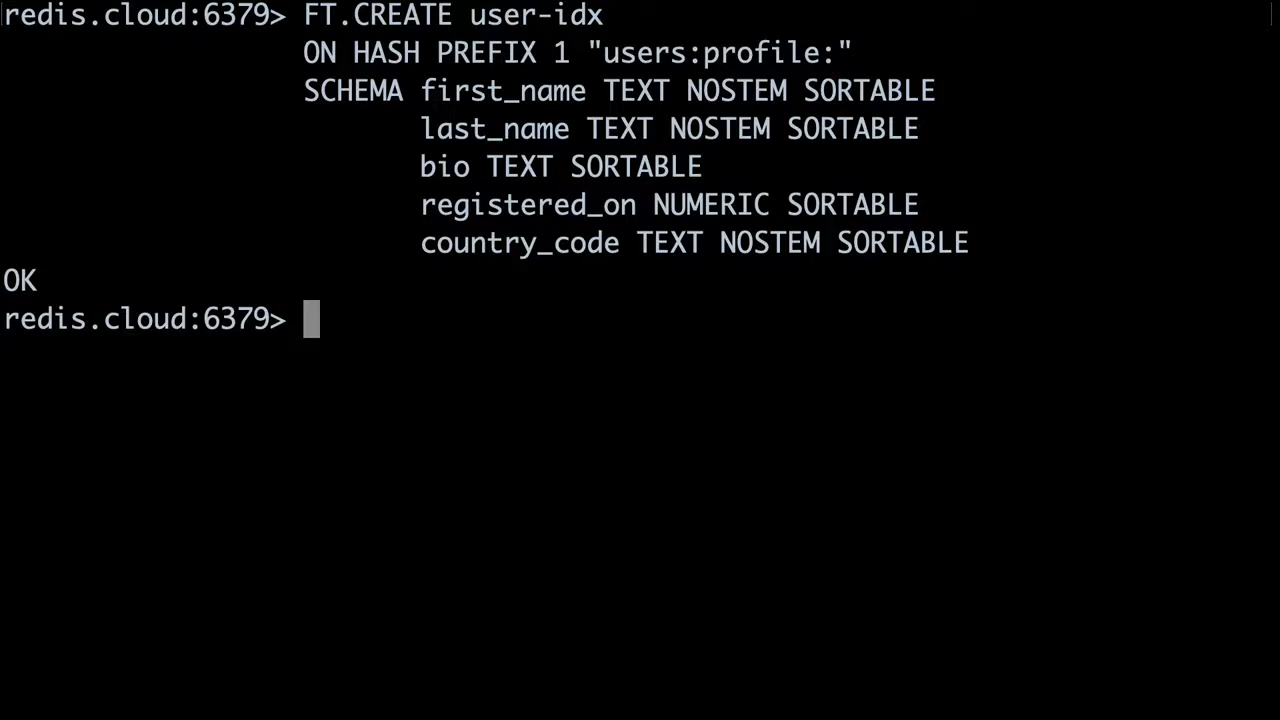 redis.cloud:6379> FT.CREATE user-idx
ON HASH PREFIX 1 "users:profile:"
SCHEMA first_name TEXT NOSTEM SORTABLE
last_name TEXT NOSTEM SORTABLE
bio TEXT SORTABLE
registered_on NUMERIC SORTABLE
country_code TEXT NOSTEM SORTABLE
OK
redis.cloud:6379>